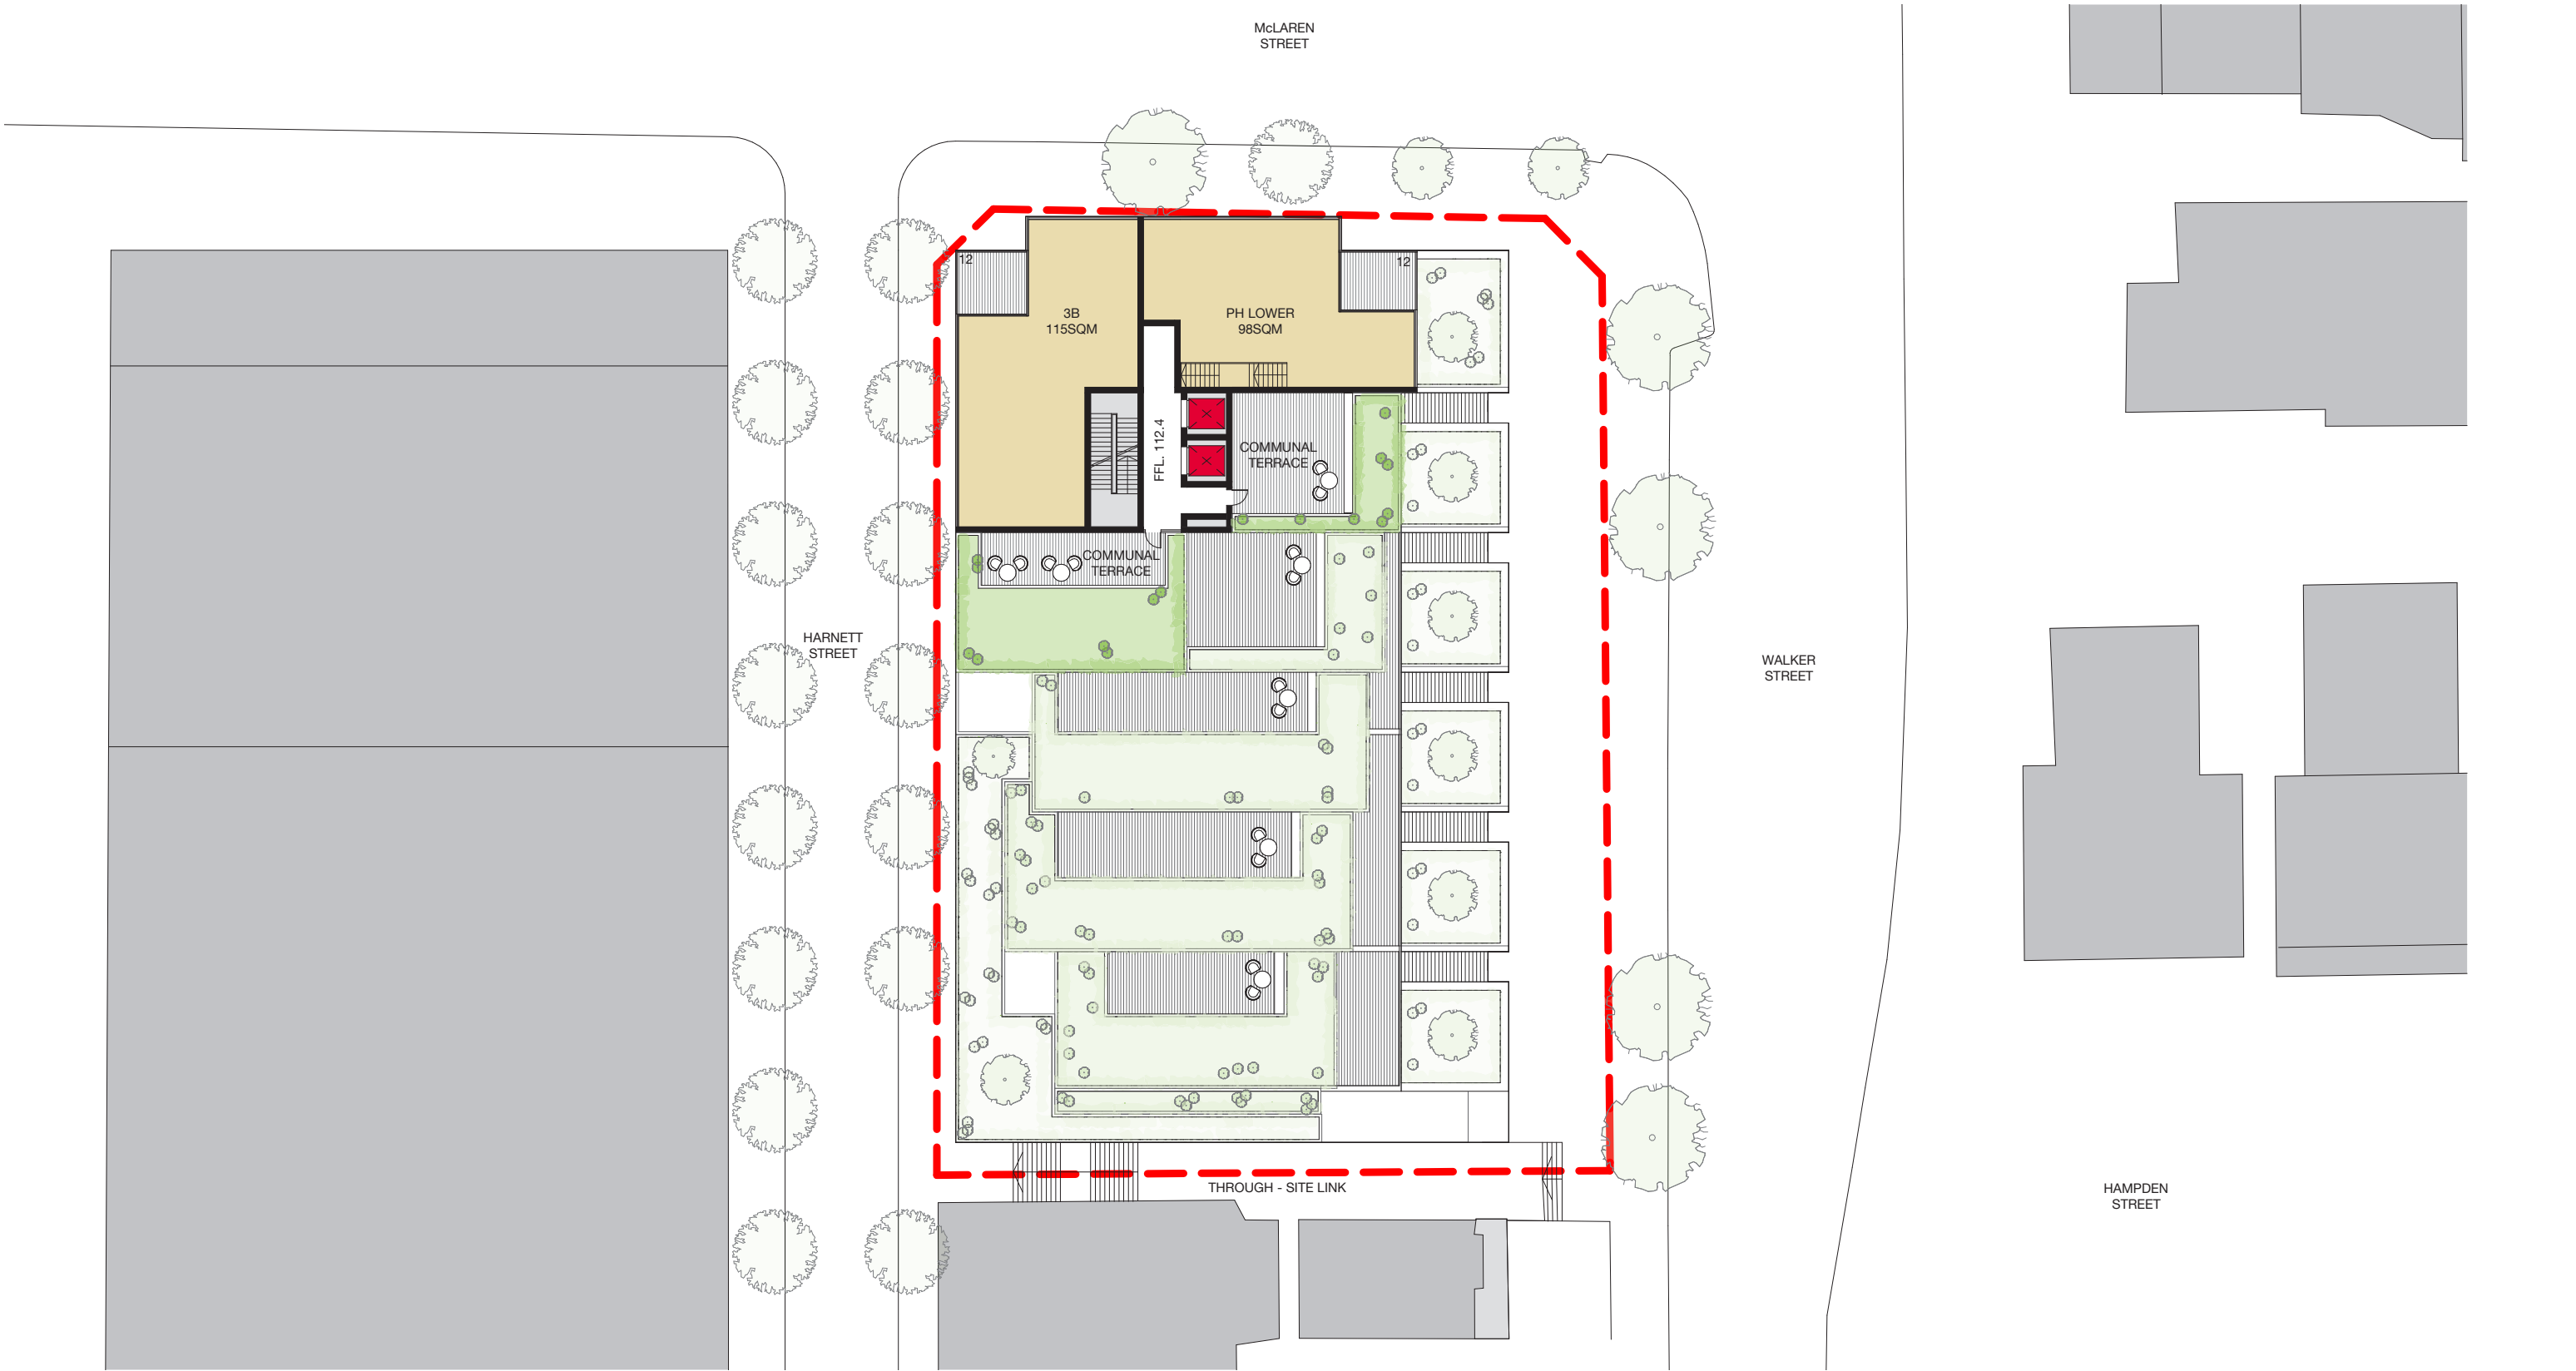 McLAREN
STREET
12
12
3B
115SQM
PH LOWER
98SQM
FFL. 112.4
COMMUNAL
TERRACE
COMMUNAL
TERRACE
HARNETT
STREET
WALKER
STREET
THROUGH - SITE LINK
HAMPDEN
STREET